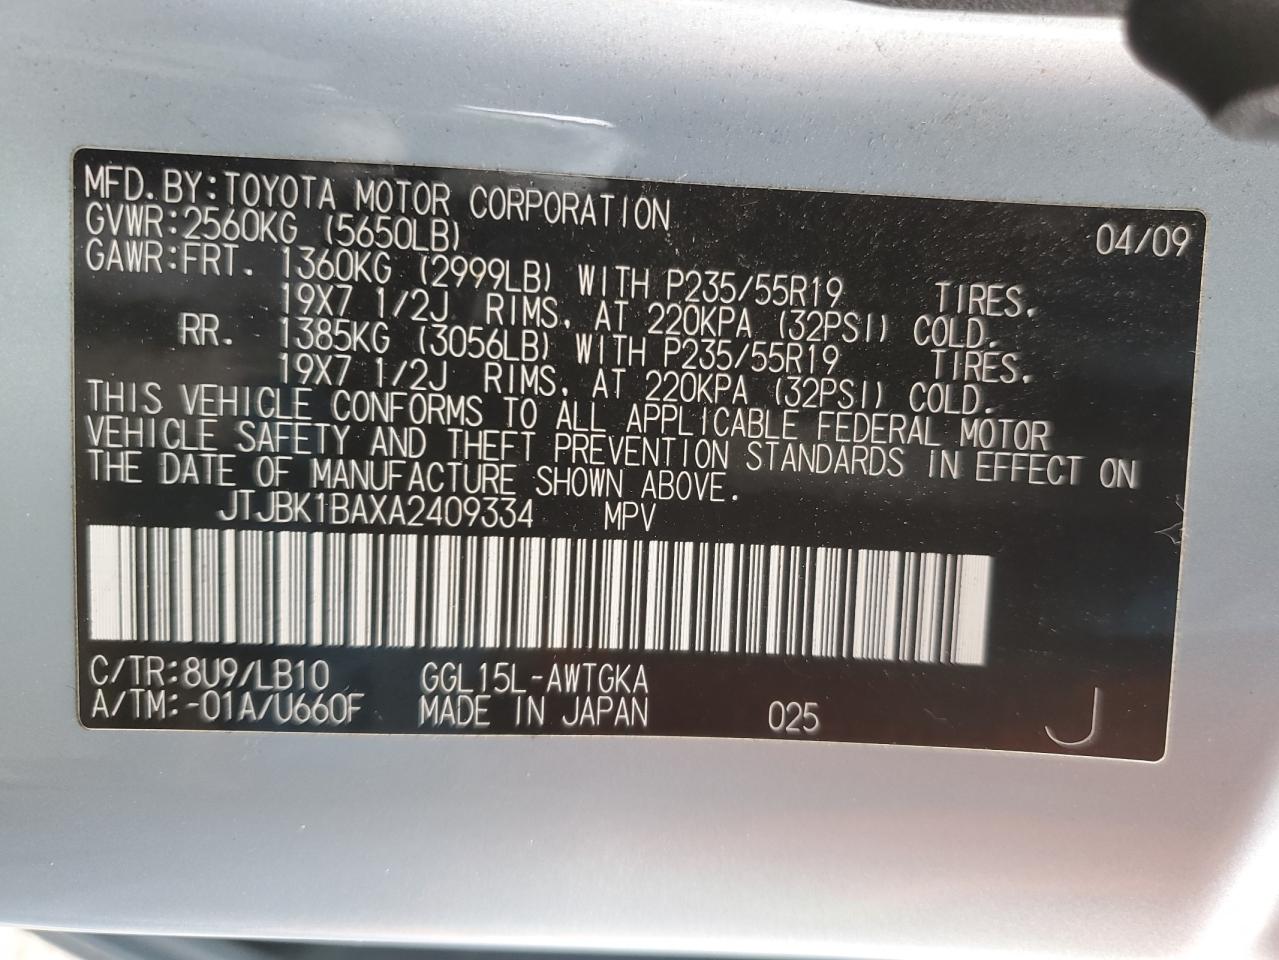 MFD.BY:TOYOTA MOTOR CORPORATION 04/09
GVWR:2560KG (5650LB)
GAWR:FRT. 1360KG (2999LB) WITH P235/55R19 TIRES.
19X7 1/2J RIMS, AT 220KPA (32PSI) COLD.
RR. 1385KG (3056LB) WITH P235/55R19 TIRES.
19X7 1/2J RIMS, AT 220KPA (32PSI) COLD.
THIS VEHICLE CONFORMS TO ALL APPLICABLE FEDERAL MOTOR
VEHICLE SAFETY AND THEFT PREVENTION STANDARDS IN EFFECT ON
THE DATE OF MANUFACTURE SHOWN ABOVE.
JTJBK1BAXA2409334 MPV
C/TR:8U9/LB10 GGL15L-AWTGKA
A/TM:-01A/U660F MADE IN JAPAN 025 J